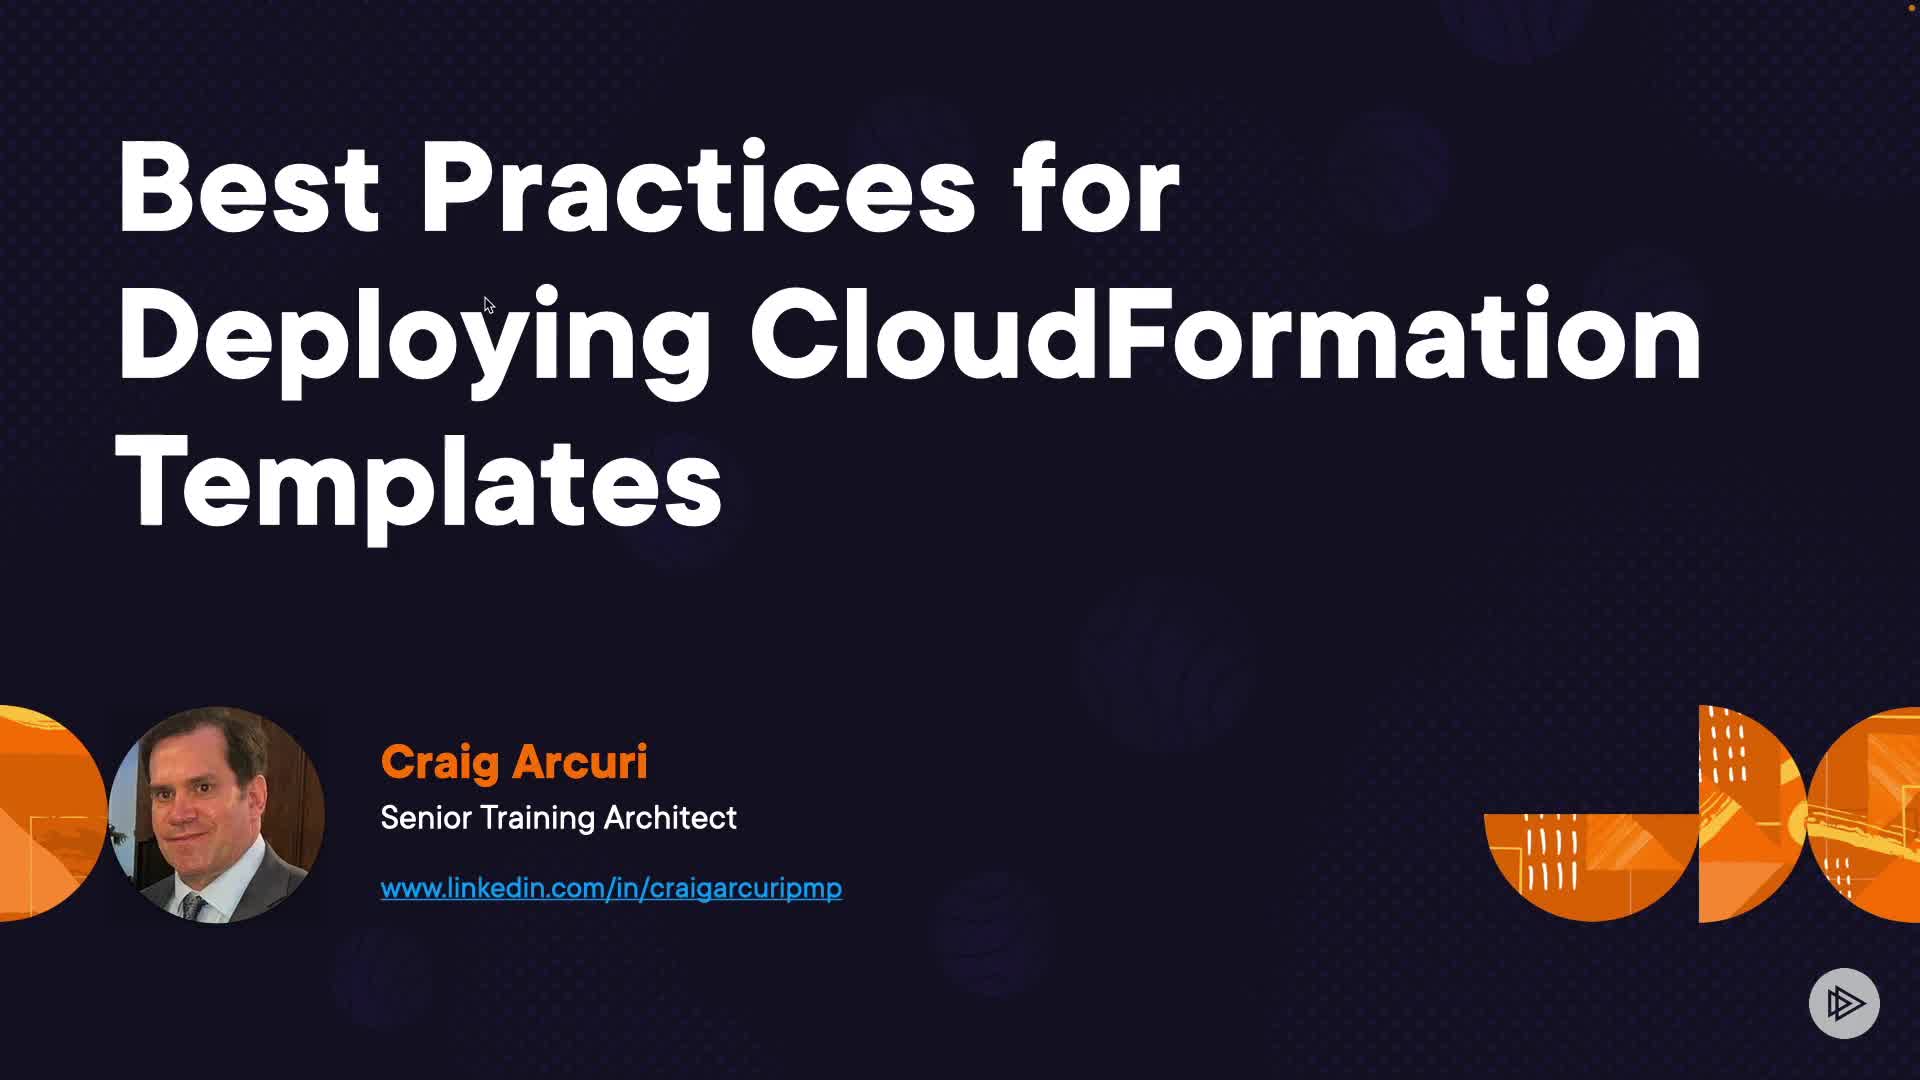 Best Practices for
Deploying CloudFormation
Templates
Craig Arcuri
Senior Training Architect
www.linkedin.com/in/craigarcuripmp